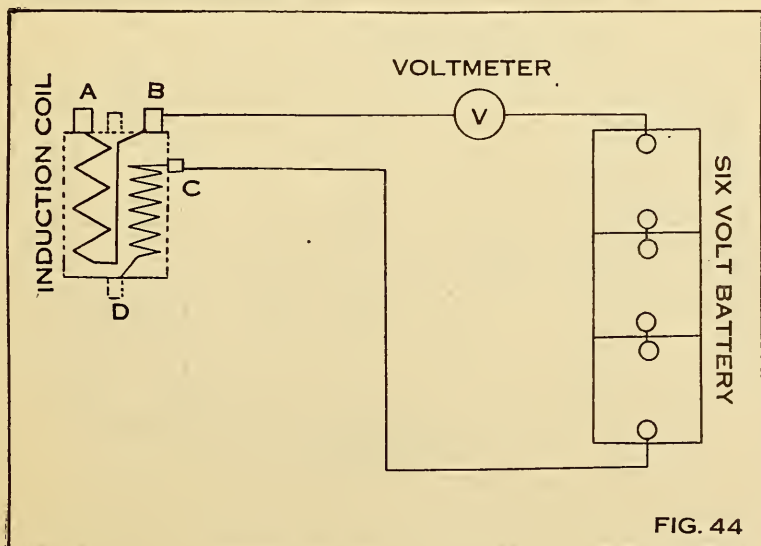 VOLTMETER
A
B
V
INDUCTION COIL
C
SIX VOLT BATTERY
D
FIG. 44